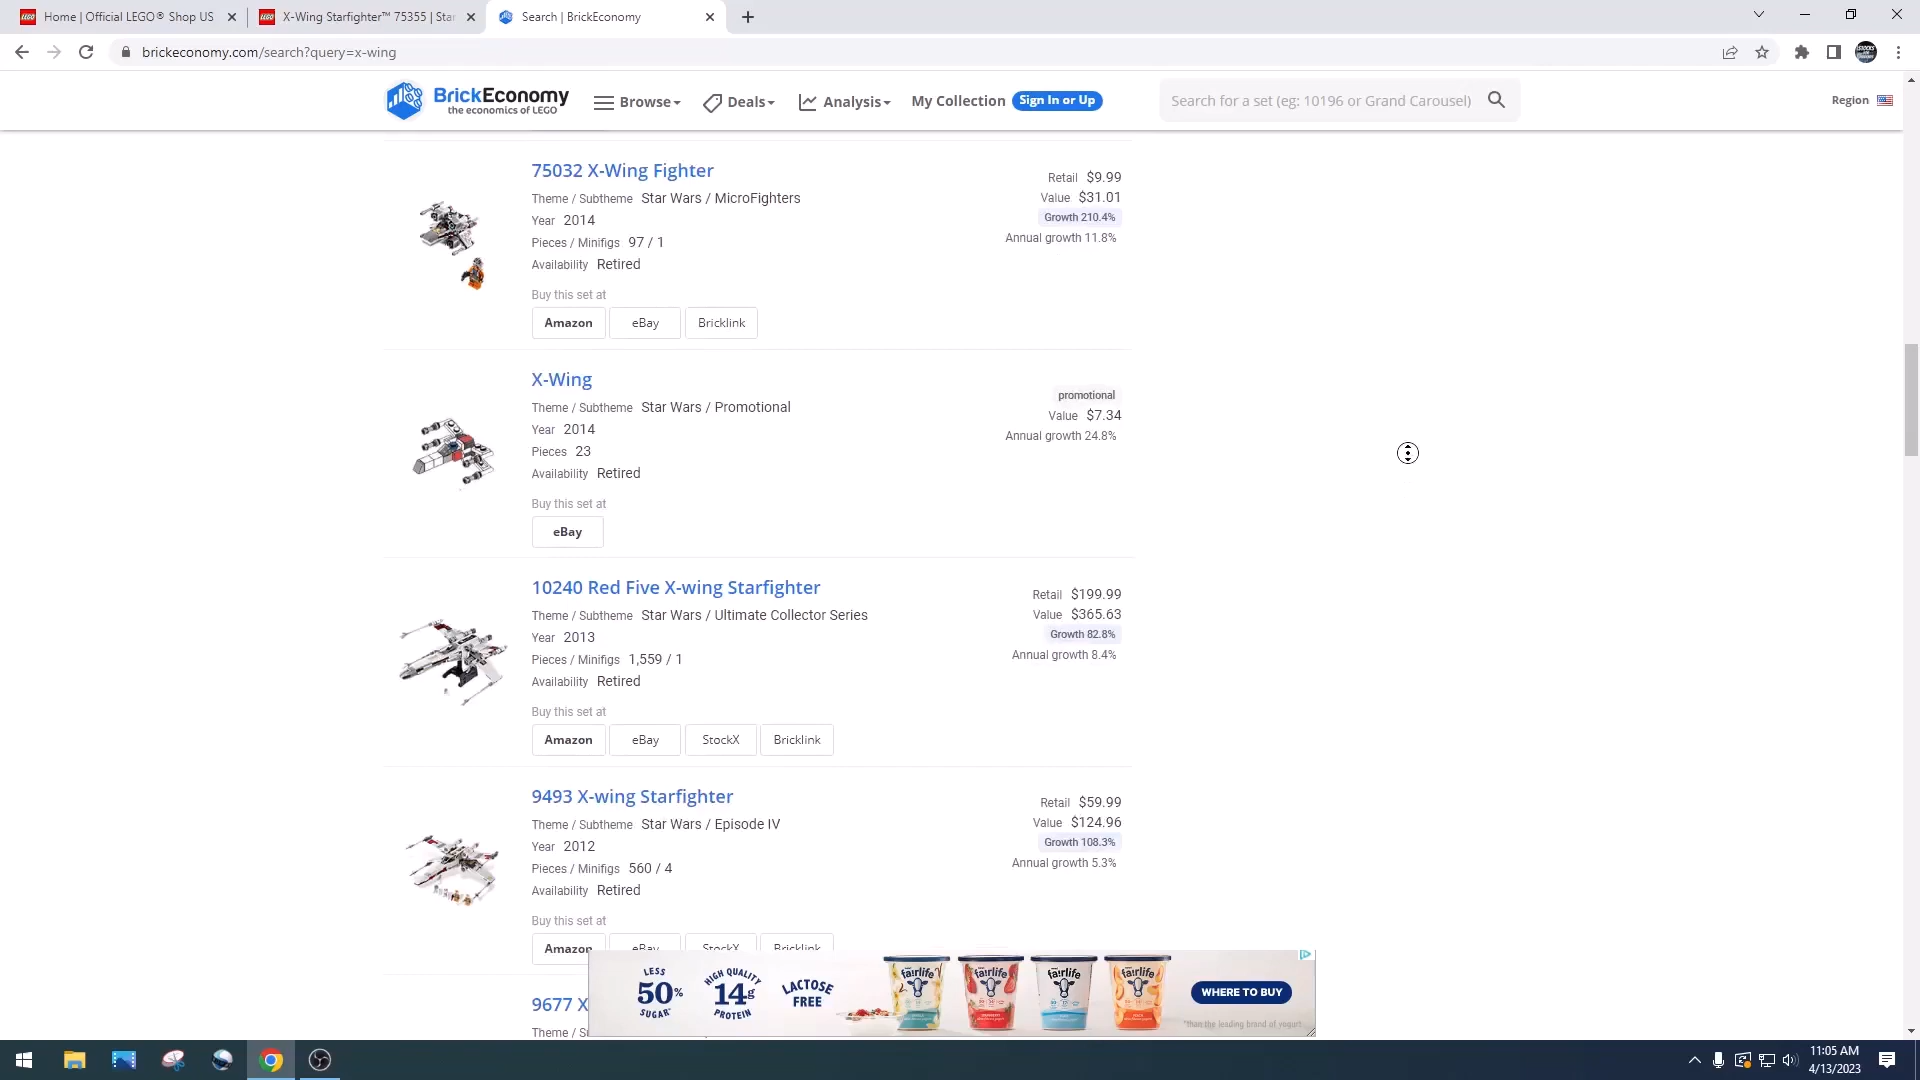 Home | Official LEGO® Shop US
X-Wing Starfighter™ 75355 | Star
Search | BrickEconomy
brickeconomy.com/search?query=x-wing
BrickEconomy
the economics of LEGO
Browse
Deals
Analysis
My Collection
Sign In or Up
Search for a set (eg: 10196 or Grand Carousel)
Region
75032 X-Wing Fighter
Theme / Subtheme Star Wars / MicroFighters
Year 2014
Pieces / Minifigs 97 / 1
Availability Retired
Retail $9.99
Value $31.01
Growth 210.4%
Annual growth 11.8%
Buy this set at
Amazon eBay Bricklink
X-Wing
Theme / Subtheme Star Wars / Promotional
Year 2014
Pieces 23
Availability Retired
promotional
Value $7.34
Annual growth 24.8%
Buy this set at
eBay
10240 Red Five X-wing Starfighter
Theme / Subtheme Star Wars / Ultimate Collector Series
Year 2013
Pieces / Minifigs 1,559 / 1
Availability Retired
Retail $199.99
Value $365.63
Growth 82.8%
Annual growth 8.4%
Buy this set at
Amazon eBay StockX Bricklink
9493 X-wing Starfighter
Theme / Subtheme Star Wars / Episode IV
Year 2012
Pieces / Minifigs 560 / 4
Availability Retired
Retail $59.99
Value $124.96
Growth 108.3%
Annual growth 5.3%
Buy this set at
Amazon eBay StockX Bricklink
9677 X
Theme / Su
LESS
50%
SUGAR*
HIGH QUALITY
14g
PROTEIN
LACTOSE
FREE
fairlife
fairlife
fairlife
fairlife
WHERE TO BUY
*than the leading brand of yogurt
11:05 AM
4/13/2023